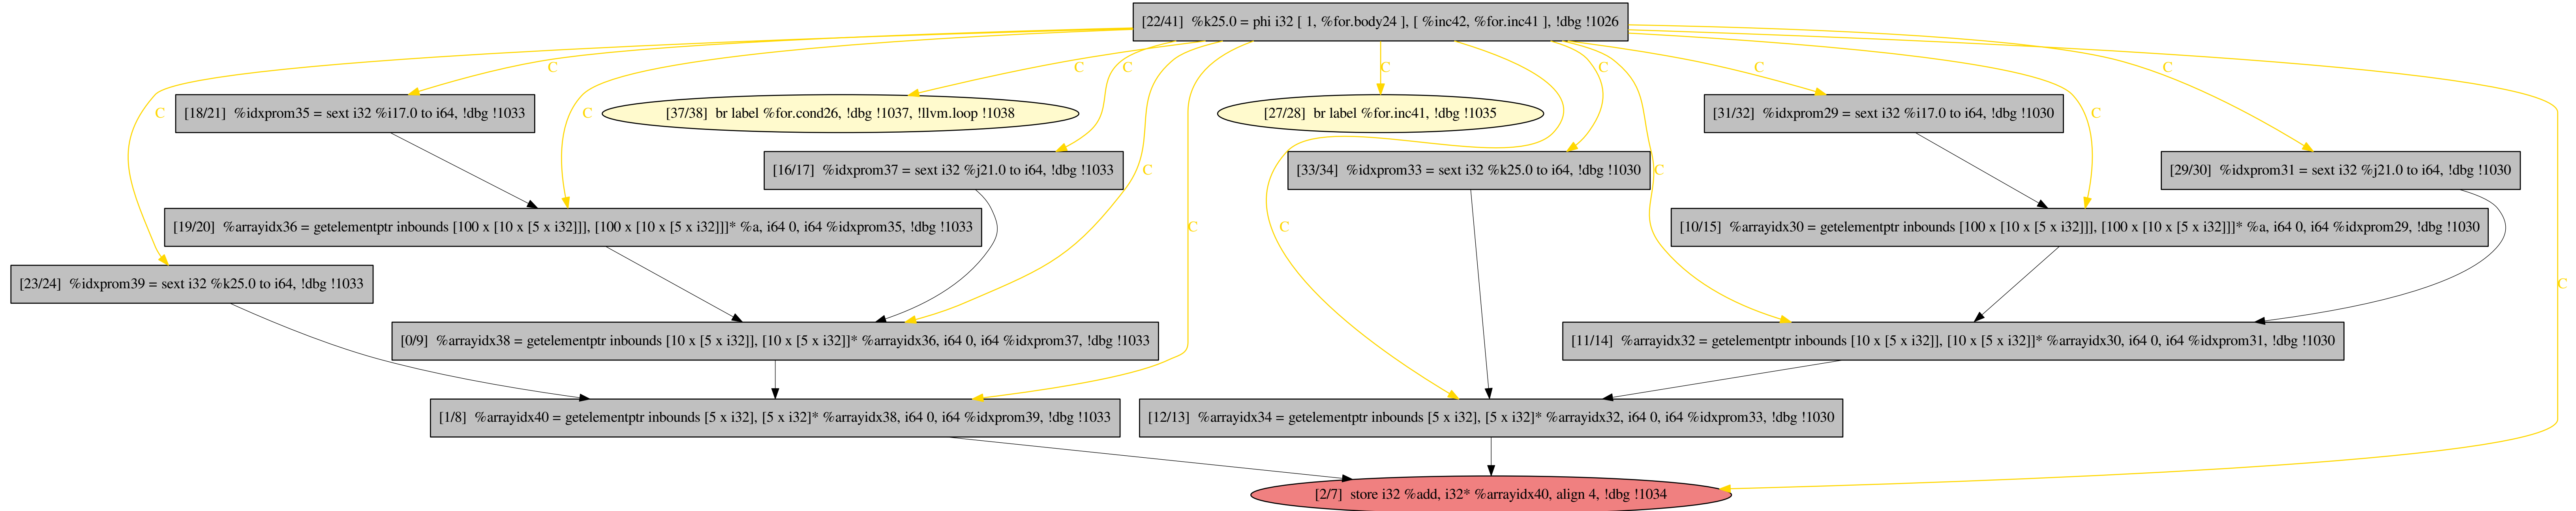 [22/41]  %k25.0 = phi i32 [ 1, %for.body24 ], [ %inc42, %for.inc41 ], !dbg !1026
C
C
C
C
C
C
C
[18/21]  %idxprom35 = sext i32 %i17.0 to i64, !dbg !1033
C
C
[37/38]  br label %for.cond26, !dbg !1037, !llvm.loop !1038
[27/28]  br label %for.inc41, !dbg !1035
[31/32]  %idxprom29 = sext i32 %i17.0 to i64, !dbg !1030
C
[16/17]  %idxprom37 = sext i32 %j21.0 to i64, !dbg !1033
C
[33/34]  %idxprom33 = sext i32 %k25.0 to i64, !dbg !1030
C
[29/30]  %idxprom31 = sext i32 %j21.0 to i64, !dbg !1030
[19/20]  %arrayidx36 = getelementptr inbounds [100 x [10 x [5 x i32]]], [100 x [10 x [5 x i32]]]* %a, i64 0, i64 %idxprom35, !dbg !1033
C
C
[10/15]  %arrayidx30 = getelementptr inbounds [100 x [10 x [5 x i32]]], [100 x [10 x [5 x i32]]]* %a, i64 0, i64 %idxprom29, !dbg !1030
[23/24]  %idxprom39 = sext i32 %k25.0 to i64, !dbg !1033
C
[0/9]  %arrayidx38 = getelementptr inbounds [10 x [5 x i32]], [10 x [5 x i32]]* %arrayidx36, i64 0, i64 %idxprom37, !dbg !1033
[11/14]  %arrayidx32 = getelementptr inbounds [10 x [5 x i32]], [10 x [5 x i32]]* %arrayidx30, i64 0, i64 %idxprom31, !dbg !1030
[1/8]  %arrayidx40 = getelementptr inbounds [5 x i32], [5 x i32]* %arrayidx38, i64 0, i64 %idxprom39, !dbg !1033
[12/13]  %arrayidx34 = getelementptr inbounds [5 x i32], [5 x i32]* %arrayidx32, i64 0, i64 %idxprom33, !dbg !1030
[2/7]  store i32 %add, i32* %arrayidx40, align 4, !dbg !1034